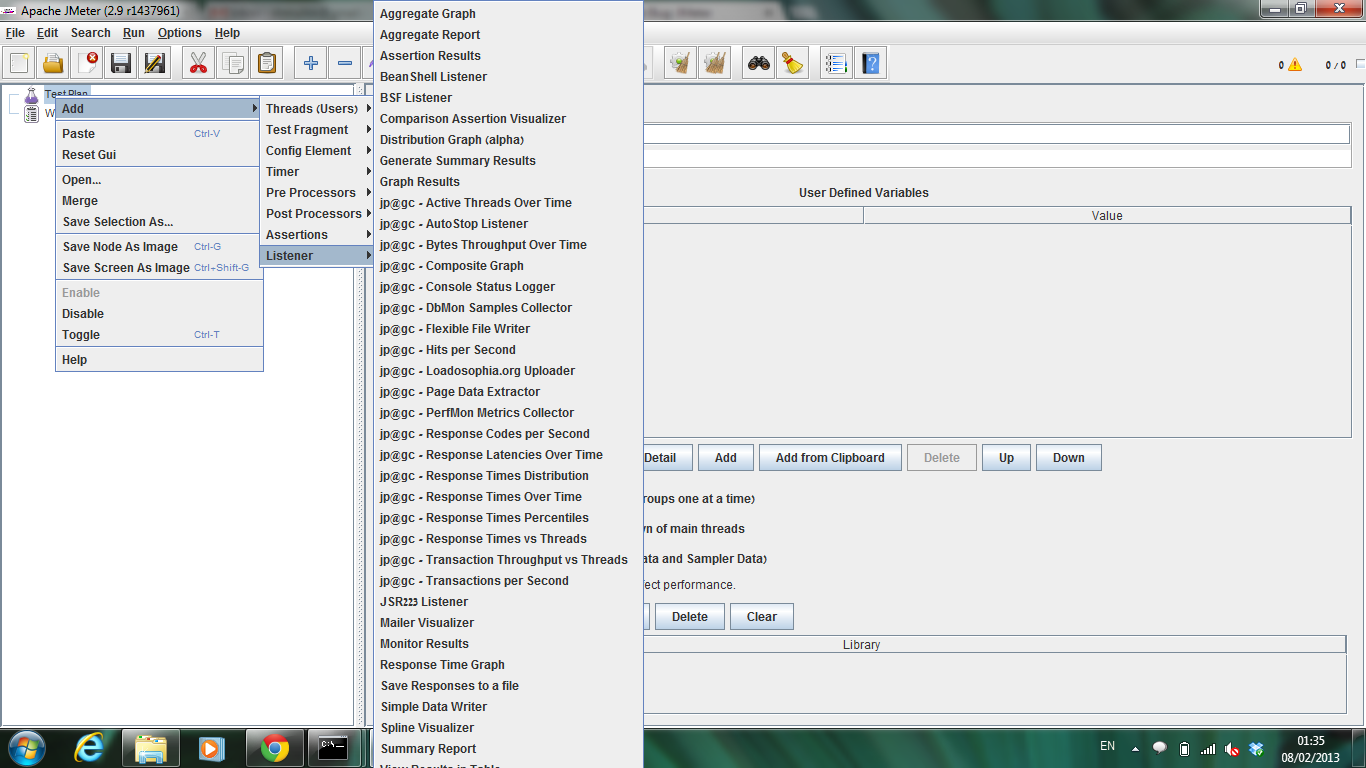 Apache JMeter (2.9 r1437961)
File Edit Search Run Options Help
0 0 / 0
Test Plan
W
Add
Paste Ctrl-V
Reset Gui
Open...
Merge
Save Selection As...
Save Node As Image Ctrl-G
Save Screen As Image Ctrl+Shift-G
Enable
Disable
Toggle Ctrl-T
Help
Threads (Users)
Test Fragment
Config Element
Timer
Pre Processors
Post Processors
Assertions
Listener
Aggregate Graph
Aggregate Report
Assertion Results
BeanShell Listener
BSF Listener
Comparison Assertion Visualizer
Distribution Graph (alpha)
Generate Summary Results
Graph Results
jp@gc - Active Threads Over Time
jp@gc - AutoStop Listener
jp@gc - Bytes Throughput Over Time
jp@gc - Composite Graph
jp@gc - Console Status Logger
jp@gc - DbMon Samples Collector
jp@gc - Flexible File Writer
jp@gc - Hits per Second
jp@gc - Loadosophia.org Uploader
jp@gc - Page Data Extractor
jp@gc - PerfMon Metrics Collector
jp@gc - Response Codes per Second
jp@gc - Response Latencies Over Time
jp@gc - Response Times Distribution
jp@gc - Response Times Over Time
jp@gc - Response Times Percentiles
jp@gc - Response Times vs Threads
jp@gc - Transaction Throughput vs Threads
jp@gc - Transactions per Second
JSR223 Listener
Mailer Visualizer
Monitor Results
Response Time Graph
Save Responses to a file
Simple Data Writer
Spline Visualizer
Summary Report
View Results in Table
User Defined Variables
Value
Detail Add Add from Clipboard Delete Up Down
roups one at a time)
wn of main threads
ata and Sampler Data)
fect performance.
Delete Clear
Library
EN
01:35
08/02/2013